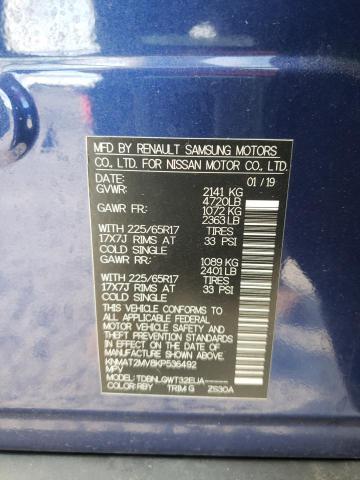 MFD BY RENAULT SAMSUNG MOTORS
CO., LTD. FOR NISSAN MOTOR CO., LTD.
DATE: 01/19
GVWR: 2141 KG
4720LB
GAWR FR: 1072 KG
2363LB
WITH 225/65R17 TIRES
17X7J RIMS AT 33 PSI
COLD SINGLE
GAWR RR: 1089 KG
2401LB
WITH 225/65R17 TIRES
17X7J RIMS AT 33 PSI
COLD SINGLE
THIS VEHICLE CONFORMS TO ALL
APPLICABLE FEDERAL
MOTOR VEHICLE SAFETY
AND THEFT PREVENTION STANDARDS
IN EFFECT ON THE DATE OF
MANUFACTURE SHOWN ABOVE.
KNMAT2MV8KP536492
MPV
MODEL:TDBNLGWT32EUA-----
COLOR:RBY TRIM:G ZS30A